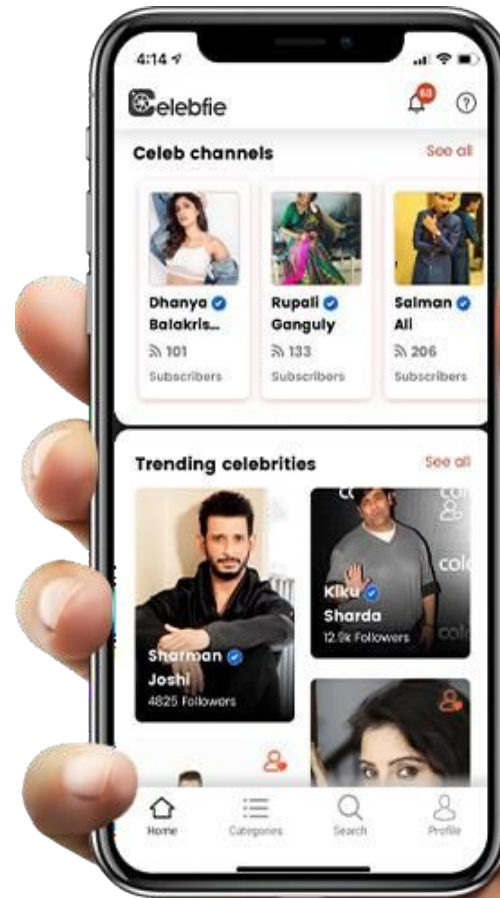 4:14
Celebfie
63
Celeb channels
See all
Dhanya
Balakris...
101
Subscribers
Rupali
Ganguly
133
Subscribers
Salman
Ali
206
Subscribers
Trending celebrities
See all
Sharman
Joshi
4825 Followers
colo
Kiku
Sharda
12.9k Followers
Home
Categories
Search
Profile